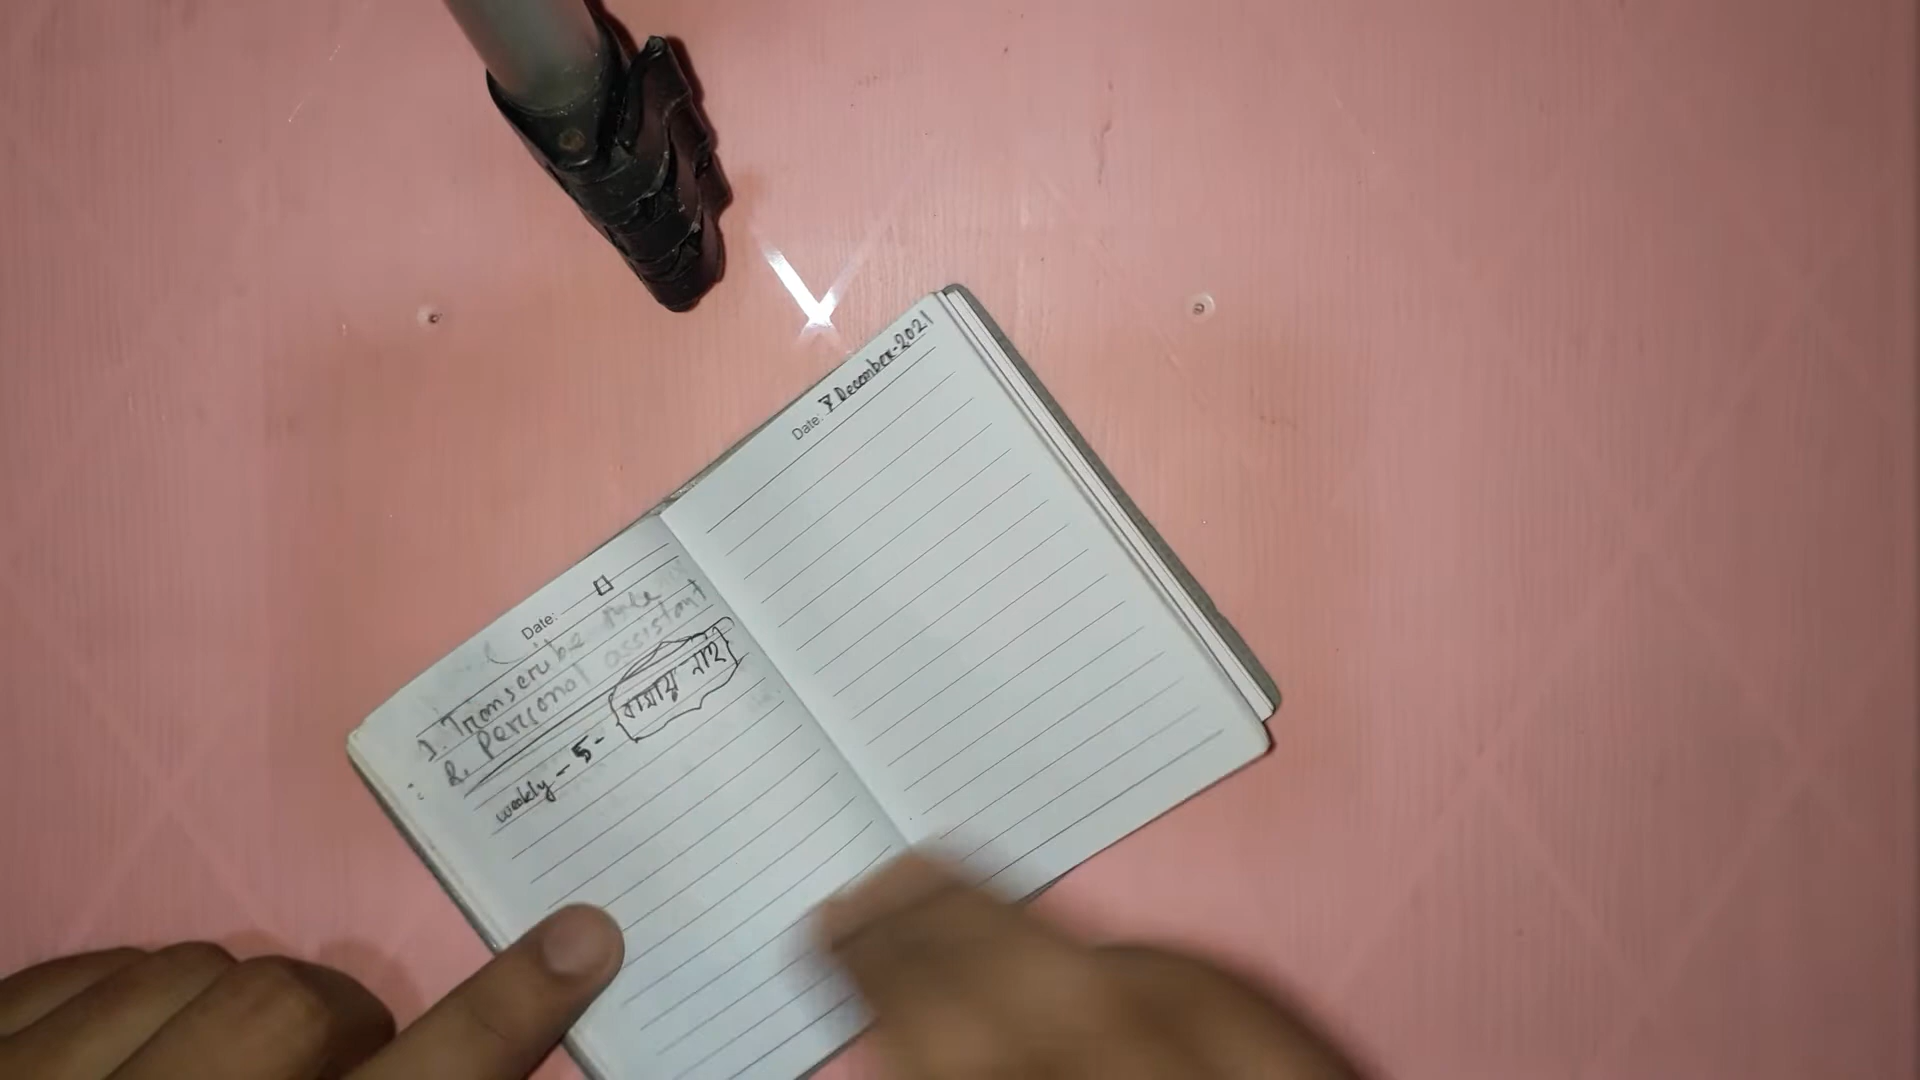 Date:
1. Transcribe
2. Personal assistant
weekly - 5-
Date: 7 December-2021